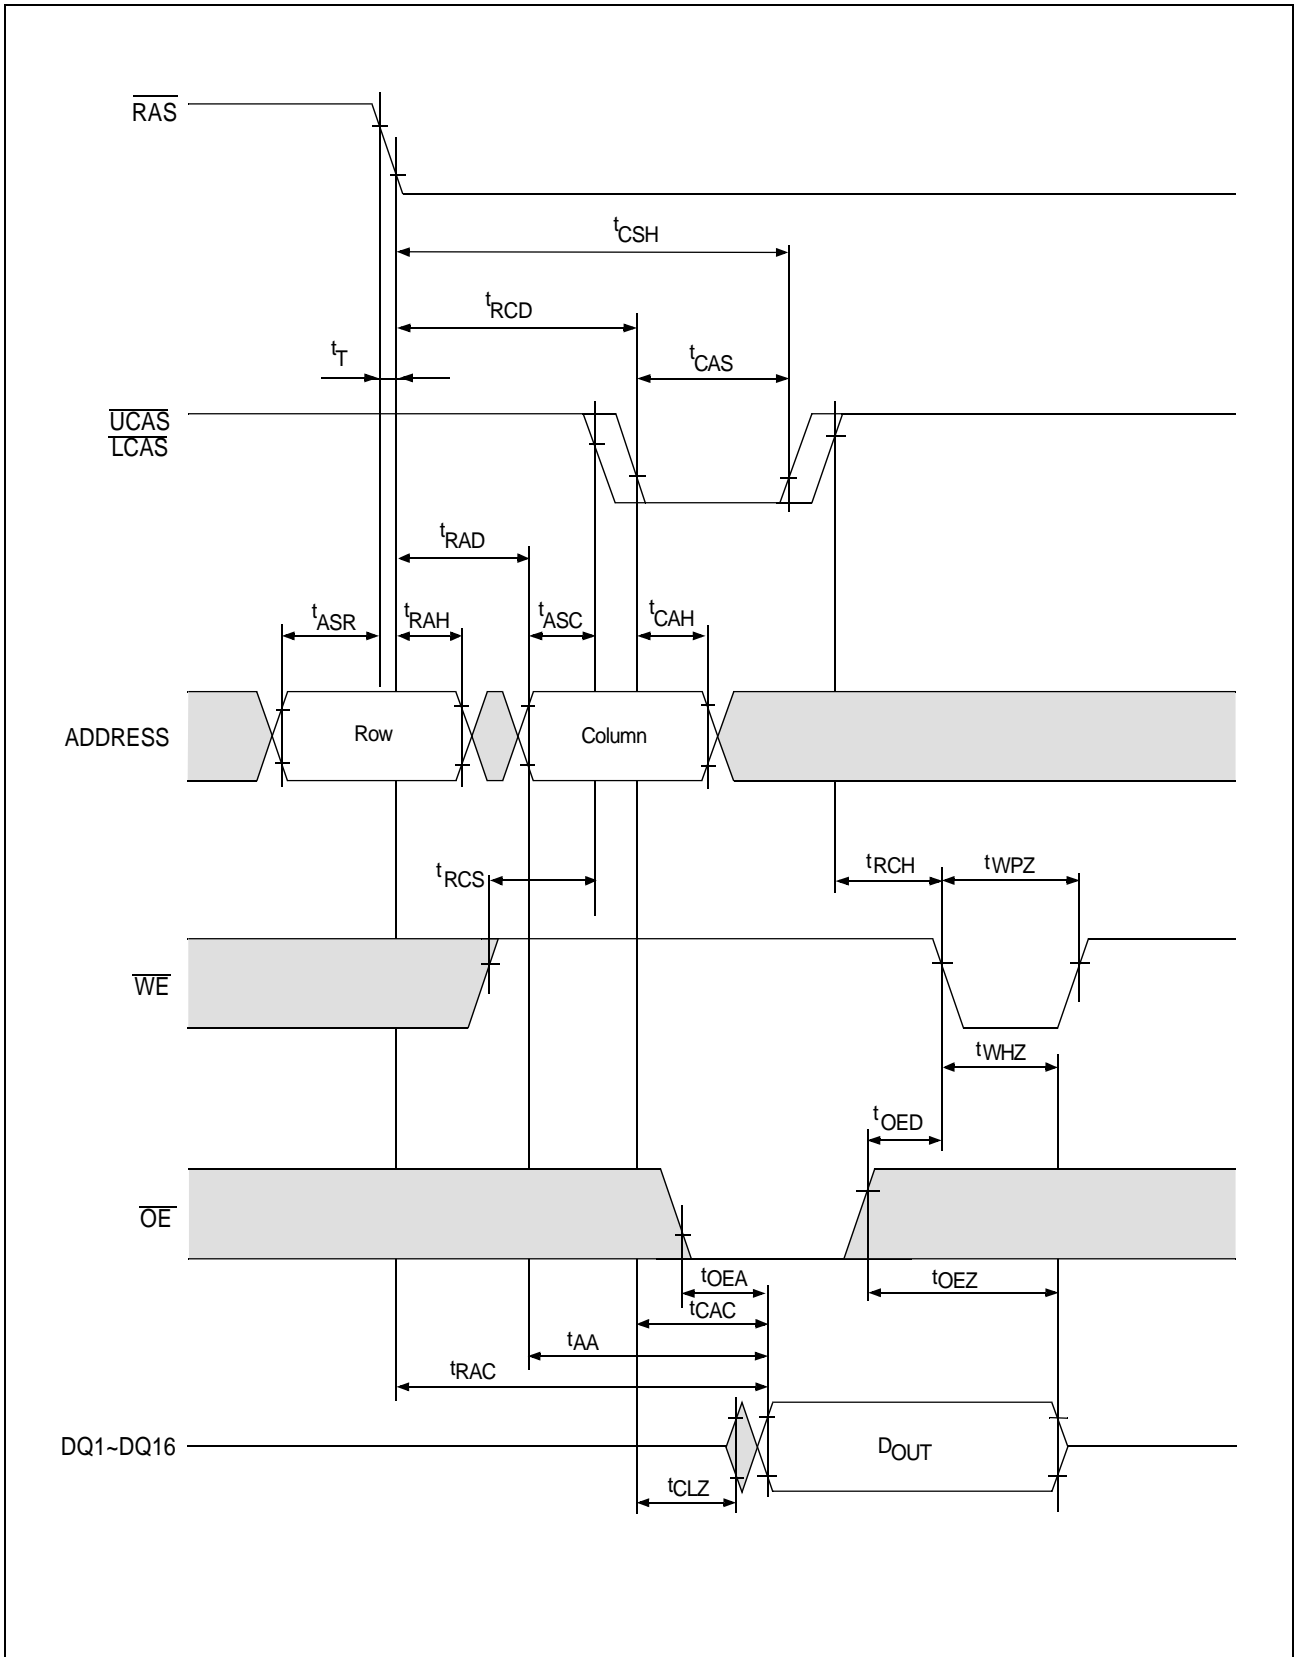 RAS
tCSH
tRCD
tT
tCAS
UCAS
LCAS
tRAD
tASR
tRAH
tASC
tCAH
ADDRESS
Row
Column
tRCS
tRCH
tWPZ
WE
tWHZ
tOED
OE
tOEA
tOEZ
tCAC
tAA
tRAC
DQ1~DQ16
DOUT
tCLZ